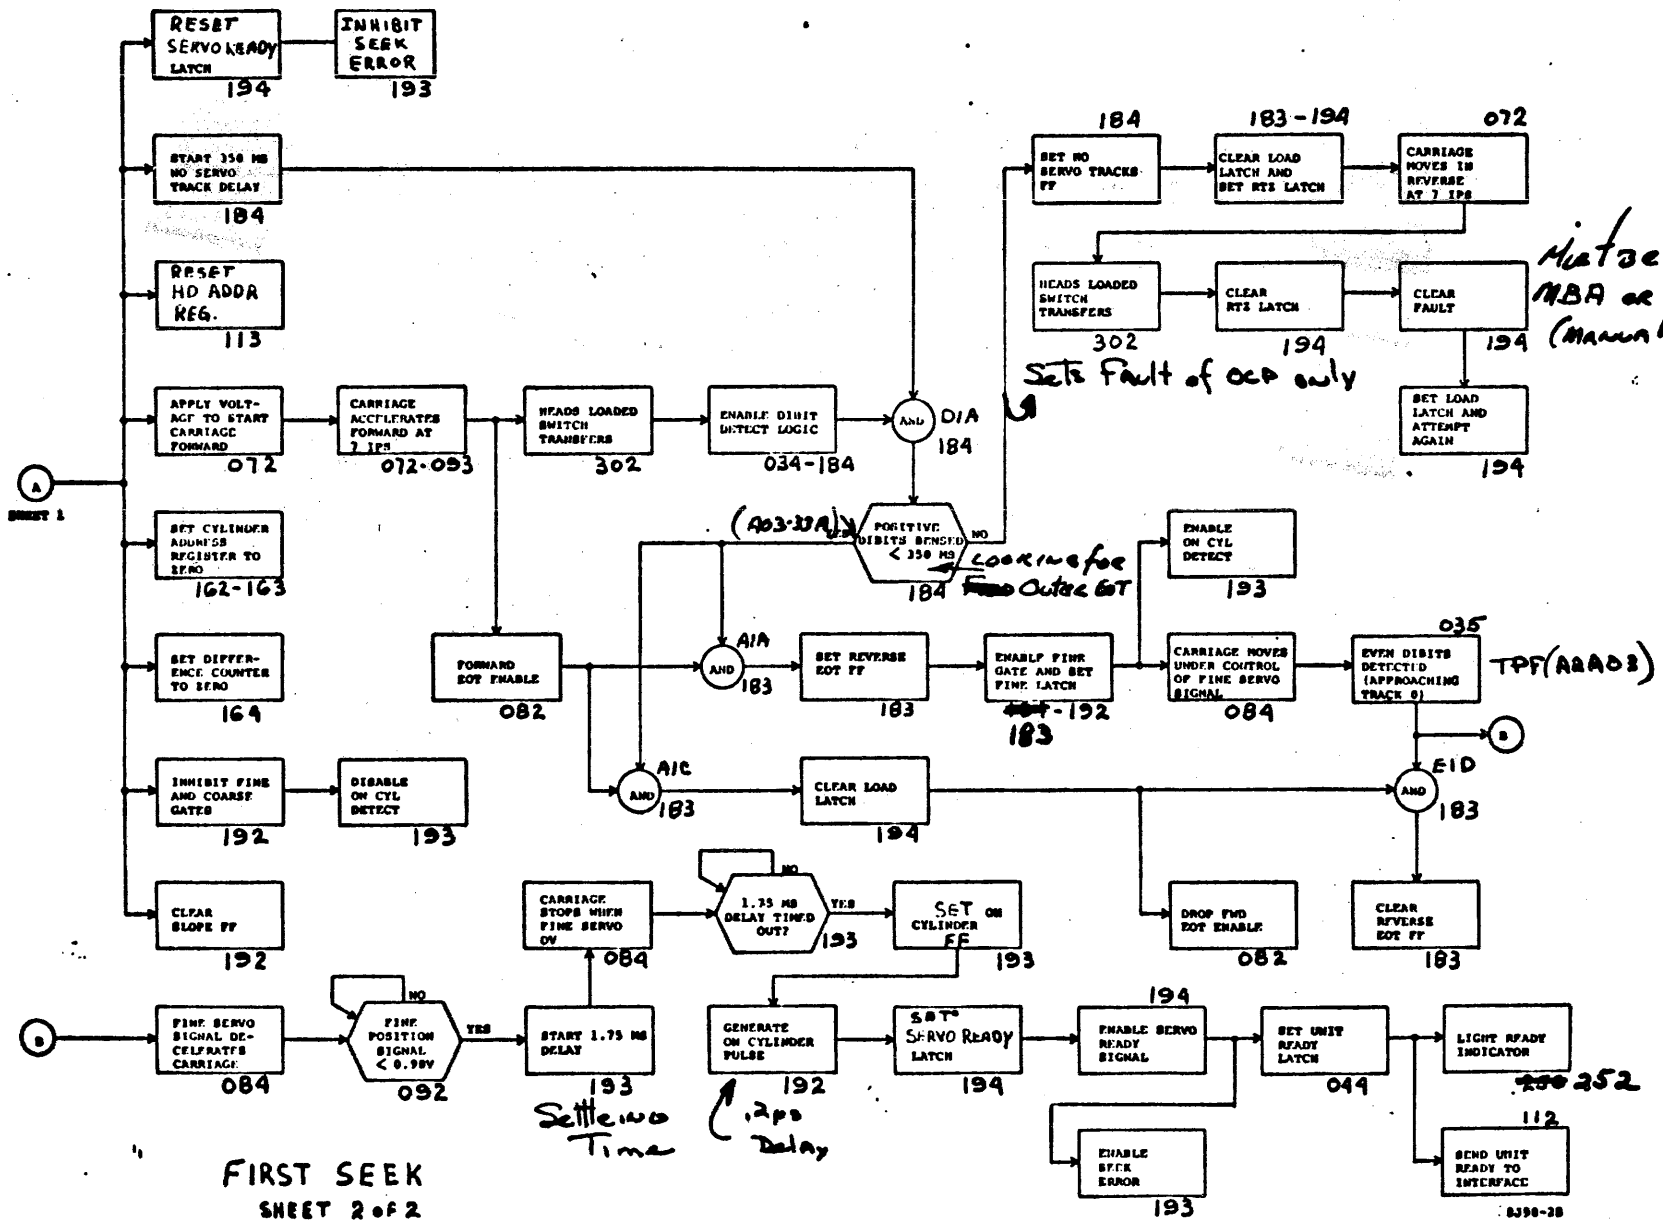 RESET
SERVO READY
LATCH
194
INHIBIT
SEEK
ERROR
193
START 350 MS
NO SERVO
TRACK DELAY
184
RESET
HD ADDR
REG.
113
184
SET NO
SERVO TRACKS
FF
183-194
CLEAR LOAD
LATCH AND
SET RTZ LATCH
072
CARRIAGE
MOVES IN
REVERSE
AT 7 IPS
HEADS LOADED
SWITCH
TRANSFERS
302
CLEAR
RTZ LATCH
194
CLEAR
FAULT
194
MBA or
(MANUAL
Sets Fault of OCP only
SET LOAD
LATCH AND
ATTEMPT
AGAIN
194
APPLY VOLT-
AGE TO START
CARRIAGE
FORWARD
072
CARRIAGE
ACCELERATES
FORWARD AT
7 IPS
072-093
HEADS LOADED
SWITCH
TRANSFERS
302
ENABLE DIBIT
DETECT LOGIC
034-184
AND
D1A
184
A
SHEET 1
SET CYLINDER
ADDRESS
REGISTER TO
ZERO
162-163
(A03-33A)
POSITIVE
DIBITS SENSED
< 350 MS
NO
184
LOOKING for
Outer EOT
ENABLE
ON CYL
DETECT
193
SET DIFFER-
ENCE COUNTER
TO ZERO
164
FORWARD
EOT ENABLE
082
A1A
AND
183
SET REVERSE
EOT FF
183
ENABLE FINE
GATE AND SET
FINE LATCH
-192
183
CARRIAGE MOVES
UNDER CONTROL
OF FINE SERVO
SIGNAL
084
035
EVEN DIBITS
DETECTED
(APPROACHING
TRACK 0)
TPF(A2A03)
B
INHIBIT FINE
AND COARSE
GATES
192
DISABLE
ON CYL
DETECT
193
A1C
AND
183
CLEAR LOAD
LATCH
194
E1D
AND
183
CLEAR
SLOPE FF
192
CARRIAGE
STOPS WHEN
FINE SERVO
0V
084
NO
1.75 MS
DELAY TIMED
OUT?
YES
193
SET ON
CYLINDER
FF
193
DROP FWD
EOT ENABLE
082
CLEAR
REVERSE
EOT FF
183
B
FINE SERVO
SIGNAL DE-
CELERATES
CARRIAGE
084
NO
FINE
POSITION
SIGNAL
< 0.90V
YES
092
START 1.75 MS
DELAY
193
Settleing
Time
GENERATE
ON CYLINDER
PULSE
192
.2µs
Delay
SET
SERVO READY
LATCH
194
194
ENABLE SERVO
READY
SIGNAL
SET UNIT
READY
LATCH
044
LIGHT READY
INDICATOR
252
ENABLE
SEEK
ERROR
193
112
SEND UNIT
READY TO
INTERFACE
FIRST SEEK
SHEET 2 OF 2
8J98-2B